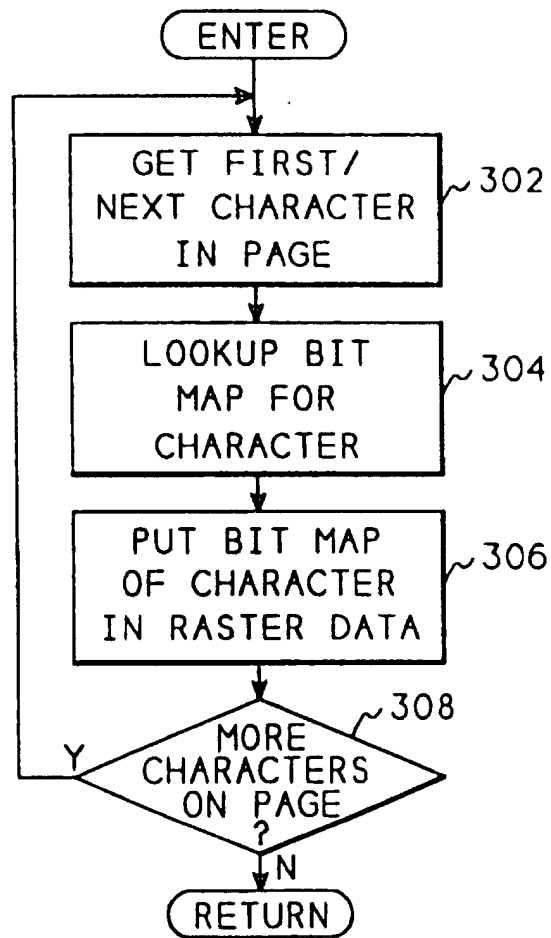 ENTER
GET FIRST/
NEXT CHARACTER
IN PAGE
302
LOOKUP BIT
MAP FOR
CHARACTER
304
PUT BIT MAP
OF CHARACTER
IN RASTER DATA
306
308
MORE
CHARACTERS
ON PAGE
?
Y
N
RETURN